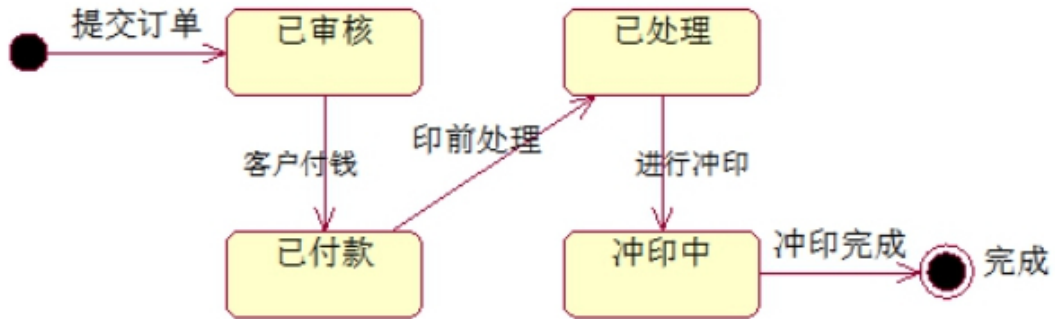 提交订单
已审核
客户付钱
已付款
印前处理
已处理
进行冲印
冲印中
冲印完成
完成